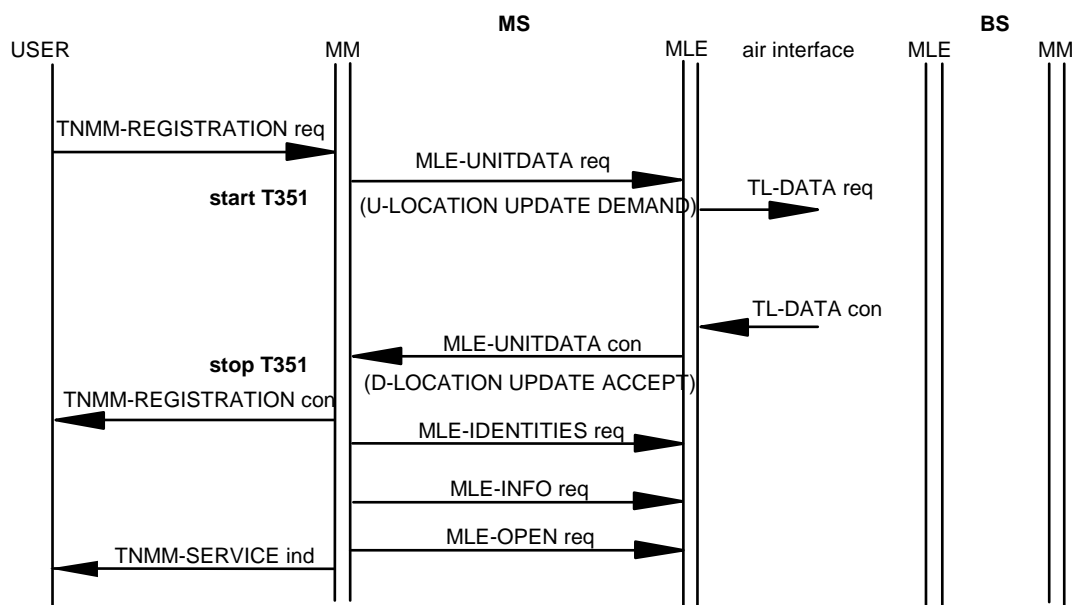 MS BS
USER MM MLE air interface MLE MM
TNMM-REGISTRATION req
MLE-UNITDATA req
start T351
TL-DATA req
(U-LOCATION UPDATE DEMAND)
TL-DATA con
MLE-UNITDATA con
stop T351
(D-LOCATION UPDATE ACCEPT)
TNMM-REGISTRATION con
MLE-IDENTITIES req
MLE-INFO req
MLE-OPEN req
TNMM-SERVICE ind